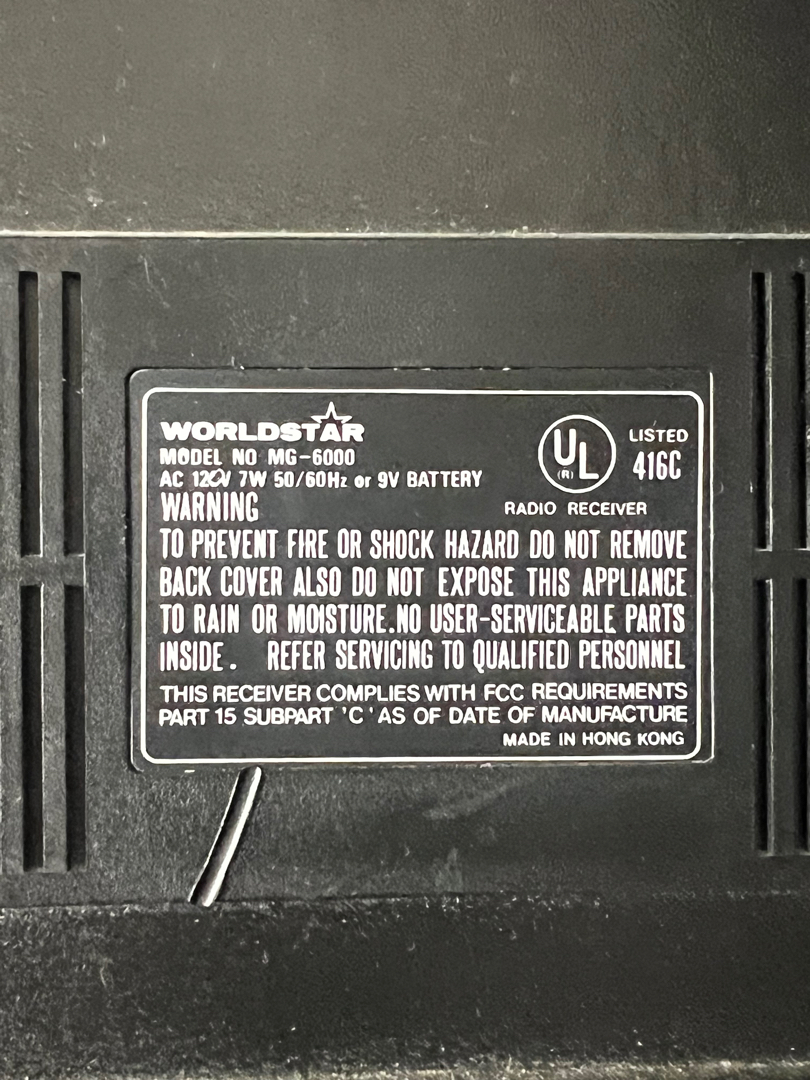 WORLDSTAR
MODEL NO MG-6000
AC 120V 7W 50/60Hz or 9V BATTERY
UL
(R)
LISTED
416C
RADIO RECEIVER
WARNING
TO PREVENT FIRE OR SHOCK HAZARD DO NOT REMOVE
BACK COVER ALSO DO NOT EXPOSE THIS APPLIANCE
TO RAIN OR MOISTURE.NO USER-SERVICEABLE PARTS
INSIDE. REFER SERVICING TO QUALIFIED PERSONNEL
THIS RECEIVER COMPLIES WITH FCC REQUIREMENTS
PART 15 SUBPART 'C' AS OF DATE OF MANUFACTURE
MADE IN HONG KONG